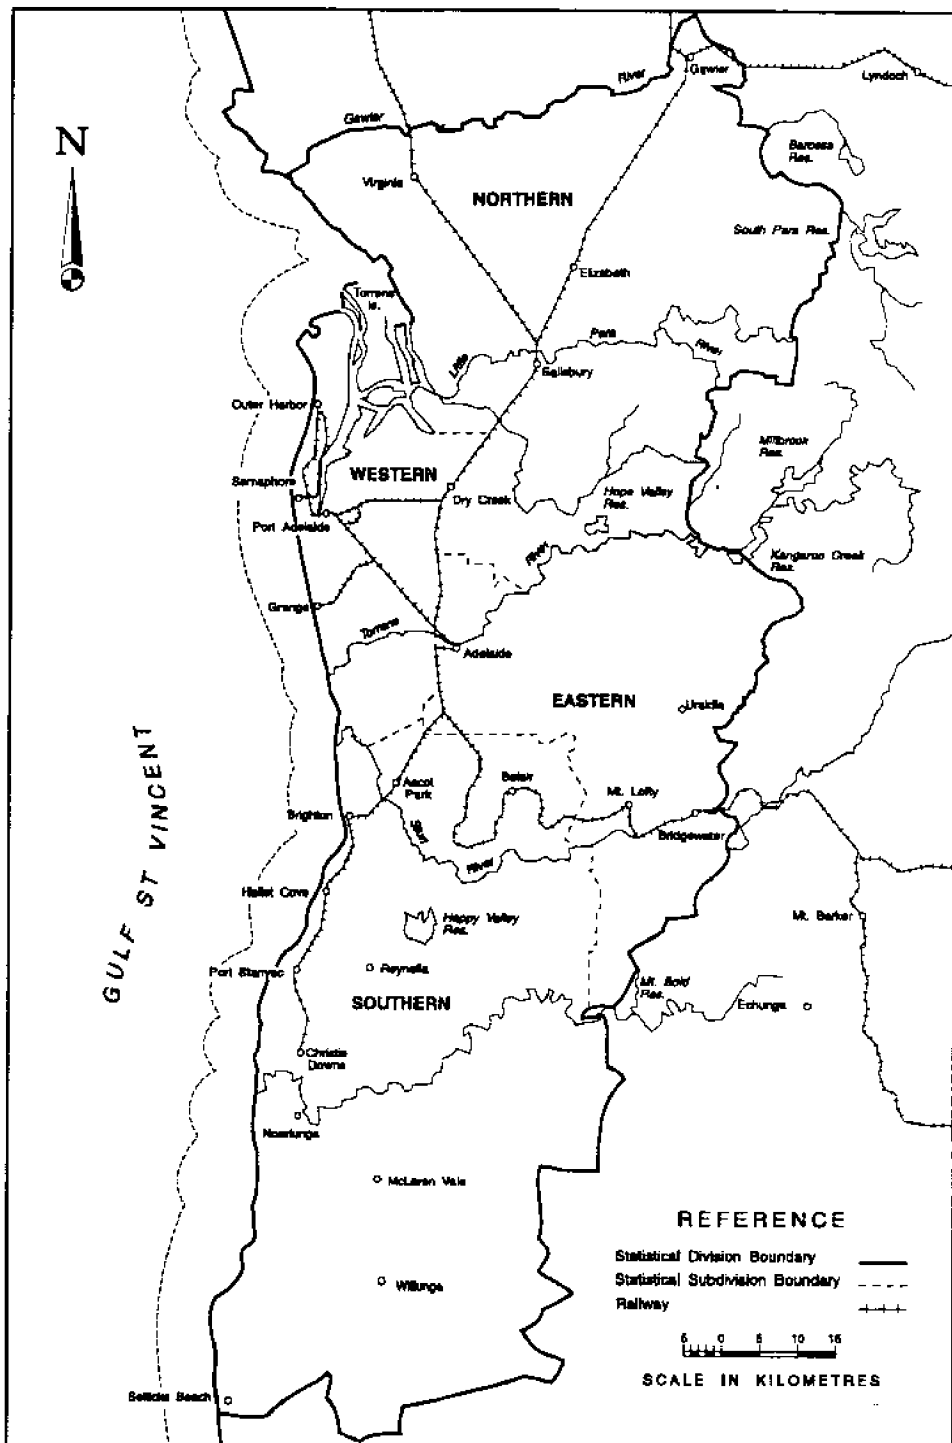 Gawler
River
Lyndoch
Gawler
N
Barossa
Res.
Virginia
NORTHERN
South Para Res.
Elizabeth
Torrens
Is.
Para
Little
River
Salisbury
Outer Harbor
Millbrook
Res.
WESTERN
Semaphore
Dry Creek
Hope Valley
Res.
Port Adelaide
River
Kangaroo Creek
Res.
Grange
Torrens
Adelaide
EASTERN
Uraidla
GULF ST VINCENT
Ascot
Park
Belair
Mt. Lofty
Brighton
Sturt
Bridgewater
River
Hallet Cove
Happy Valley
Res.
Mt. Barker
Port Stanvac
Reynella
Mt. Bold
Res.
SOUTHERN
Echunga
Christie
Downs
Noarlunga
McLaren Vale
REFERENCE
Statistical Division Boundary
Statistical Subdivision Boundary
Railway
Willunga
5 0 5 10 15
SCALE IN KILOMETRES
Sellicks Beach